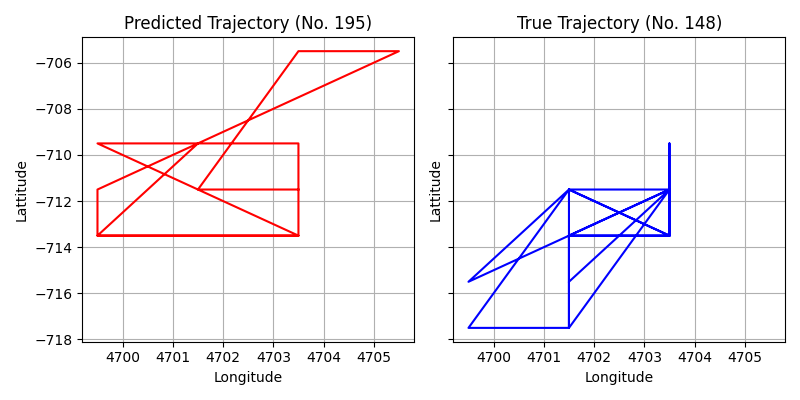 Predicted Trajectory (No. 195)
True Trajectory (No. 148)
−706
−708
−710
−712
−714
−716
−718
Lattitude
Lattitude
4700 4701 4702 4703 4704 4705
4700 4701 4702 4703 4704 4705
Longitude
Longitude